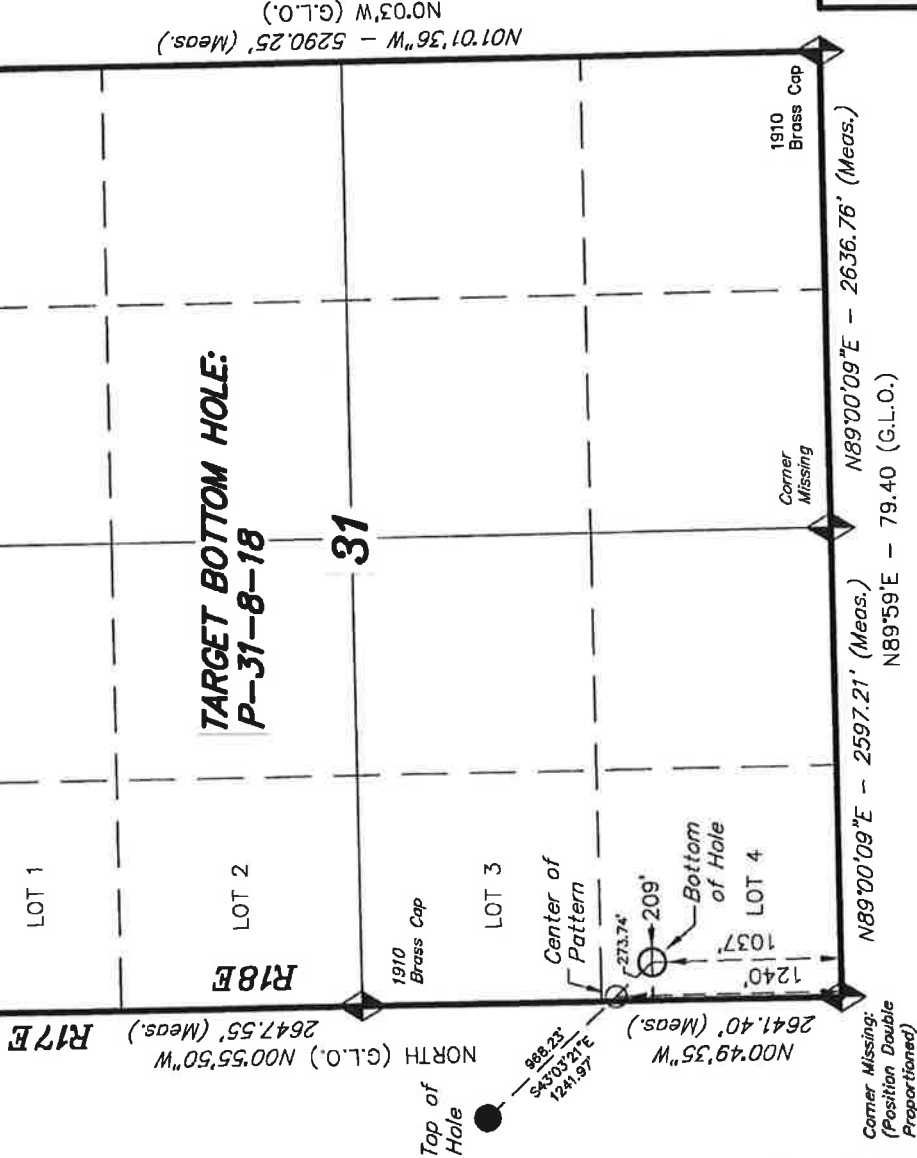 N01°01'36"W – 5290.25' (Meas.)
N0°03'W (G.L.O.)
LOT 1
R17E
TARGET BOTTOM HOLE:
P–31–8–18
31
LOT 2
R18E
N00°55'50"W
2647.55' (Meas.)
NORTH (G.L.O.)
1910
Brass Cap
LOT 3
Center of
Pattern
Top of
Hole
968.23'
S43°03'21"E
1241.97'
273.74'
209'
Bottom
of Hole
LOT 4
1037'
1240'
N00°49'35"W
2641.40' (Meas.)
Corner Missing:
(Position Double
Proportioned)
N89°00'09"E – 2597.21' (Meas.)
N89°59'E – 79.40 (G.L.O.)
Corner
Missing
N89°00'09"E – 2636.76' (Meas.)
1910
Brass Cap